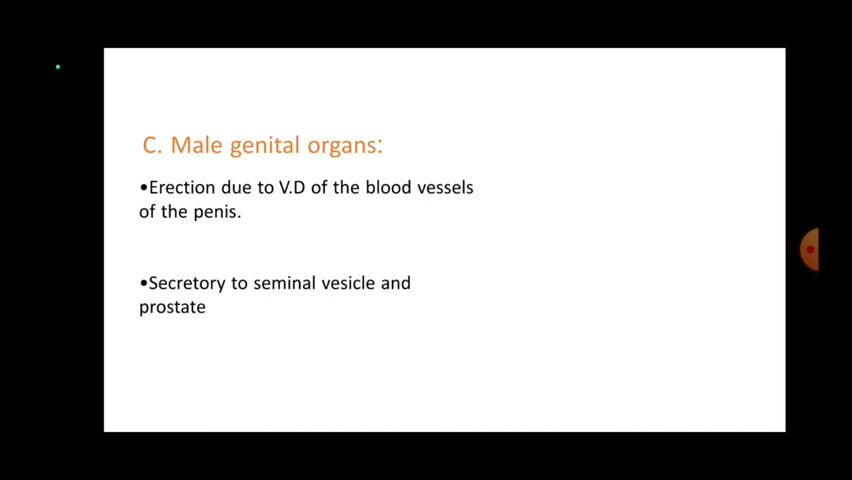 C. Male genital organs:
•Erection due to V.D of the blood vessels
of the penis.
•Secretory to seminal vesicle and
prostate